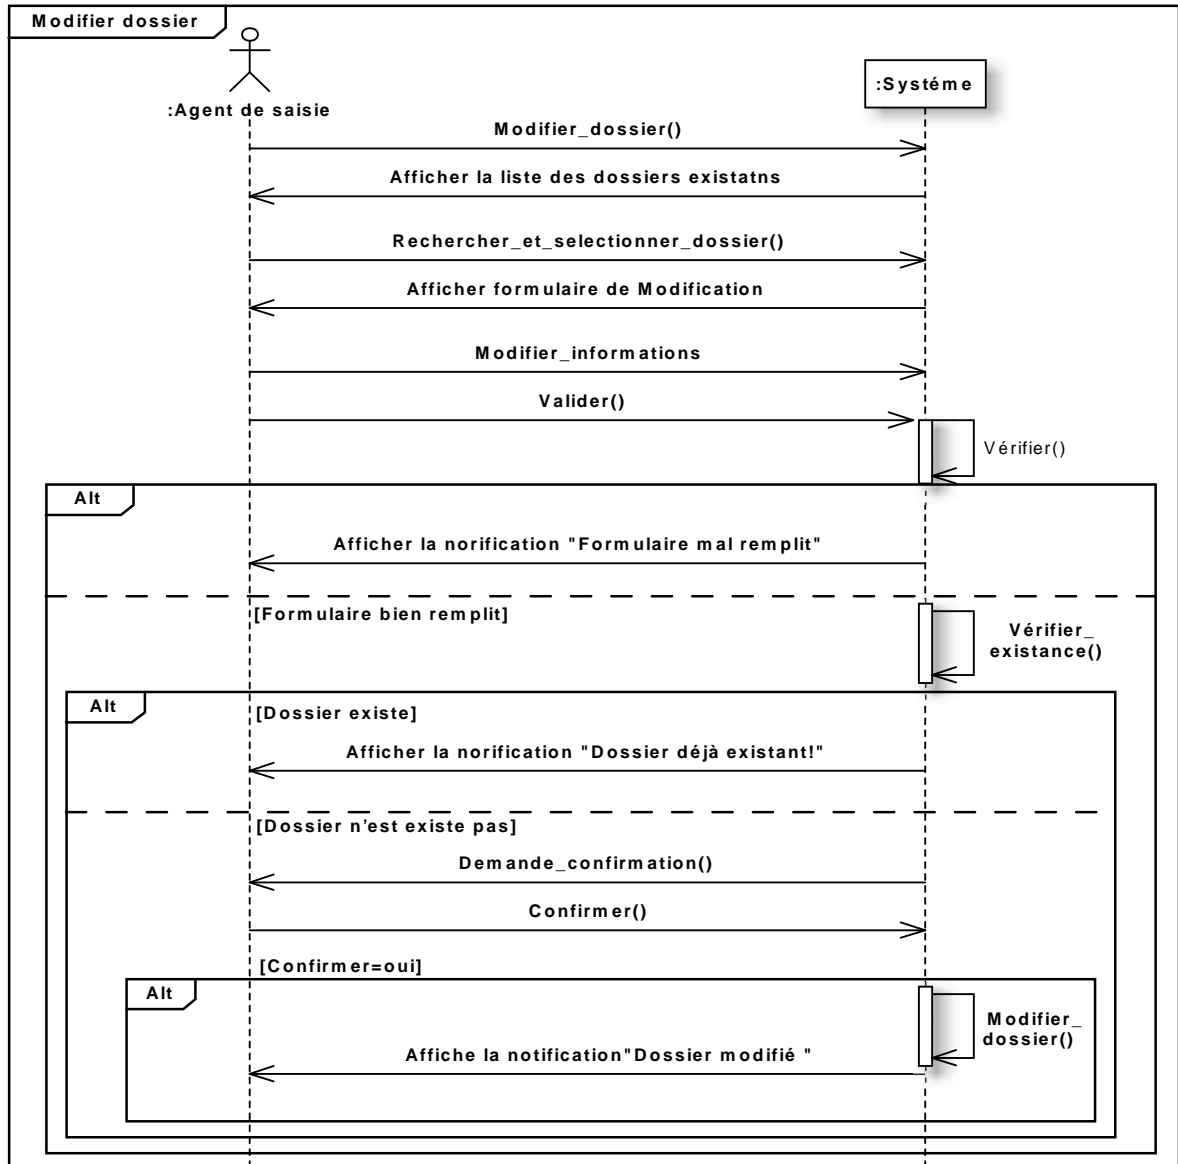 Modifier dossier
:Agent de saisie
:Systéme
Modifier_dossier()
Afficher la liste des dossiers existatns
Rechercher_et_selectionner_dossier()
Afficher formulaire de Modification
Modifier_informations
Valider()
Vérifier()
Alt
Afficher la norification "Formulaire mal remplit"
[Formulaire bien remplit]
Vérifier_
existance()
Alt
[Dossier existe]
Afficher la norification "Dossier déjà existant!"
[Dossier n’est existe pas]
Demande_confirmation()
Confirmer()
[Confirmer=oui]
Alt
Modifier_
dossier()
Affiche la notification"Dossier modifié "